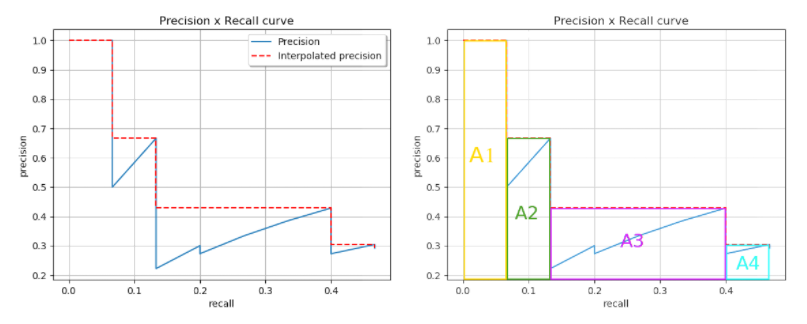 Precision x Recall curve
Precision
Interpolated precision
precision
1.0
0.9
0.8
0.7
0.6
0.5
0.4
0.3
0.2
0.0 0.1 0.2 0.3 0.4
recall
Precision x Recall curve
precision
1.0
0.9
0.8
0.7
0.6
0.5
0.4
0.3
0.2
A1
A2
A3
A4
0.0 0.1 0.2 0.3 0.4
recall